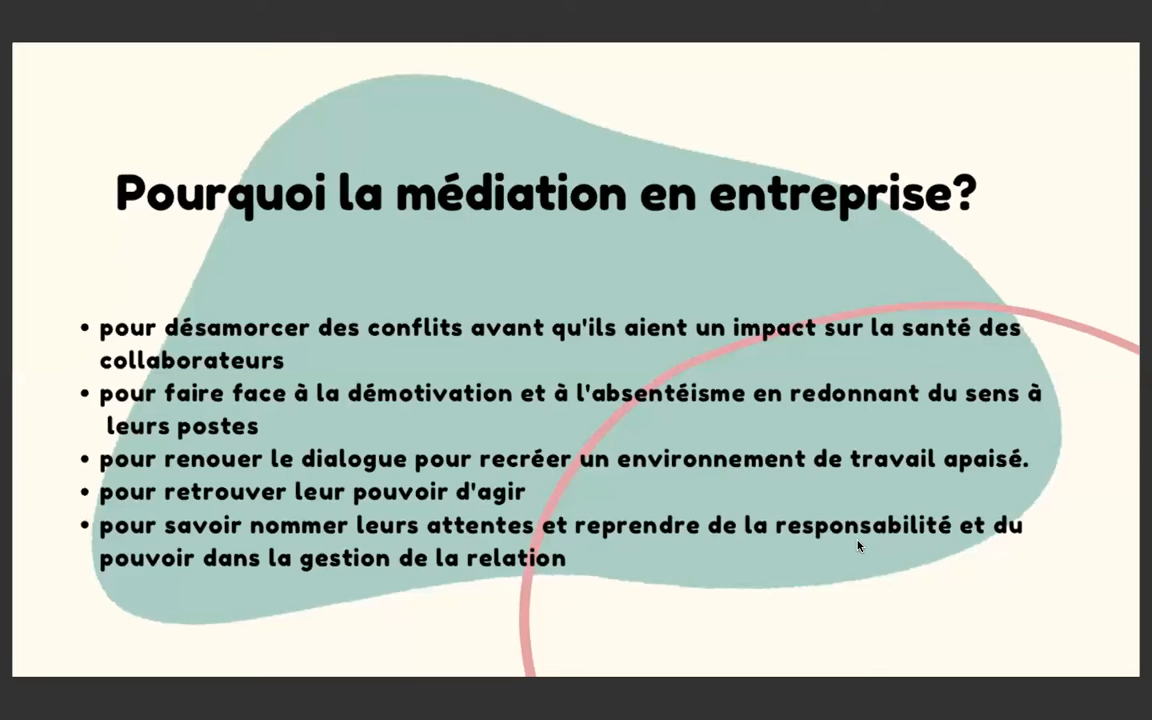 Pourquoi la médiation en entreprise?
• pour désamorcer des conflits avant qu'ils aient un impact sur la santé des
collaborateurs
• pour faire face à la démotivation et à l'absentéisme en redonnant du sens à
leurs postes
• pour renouer le dialogue pour recréer un environnement de travail apaisé.
• pour retrouver leur pouvoir d'agir
• pour savoir nommer leurs attentes et reprendre de la responsabilité et du
pouvoir dans la gestion de la relation